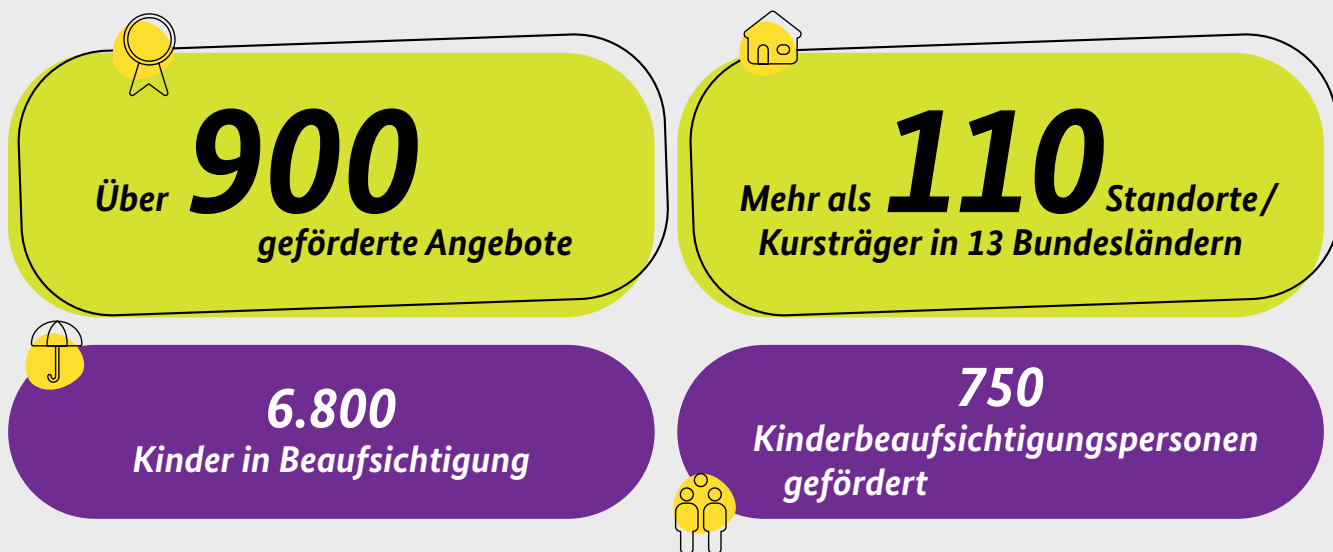 Über 900
geförderte Angebote
Mehr als 110 Standorte/
Kursträger in 13 Bundesländern
6.800
Kinder in Beaufsichtigung
750
Kinderbeaufsichtigungspersonen
gefördert